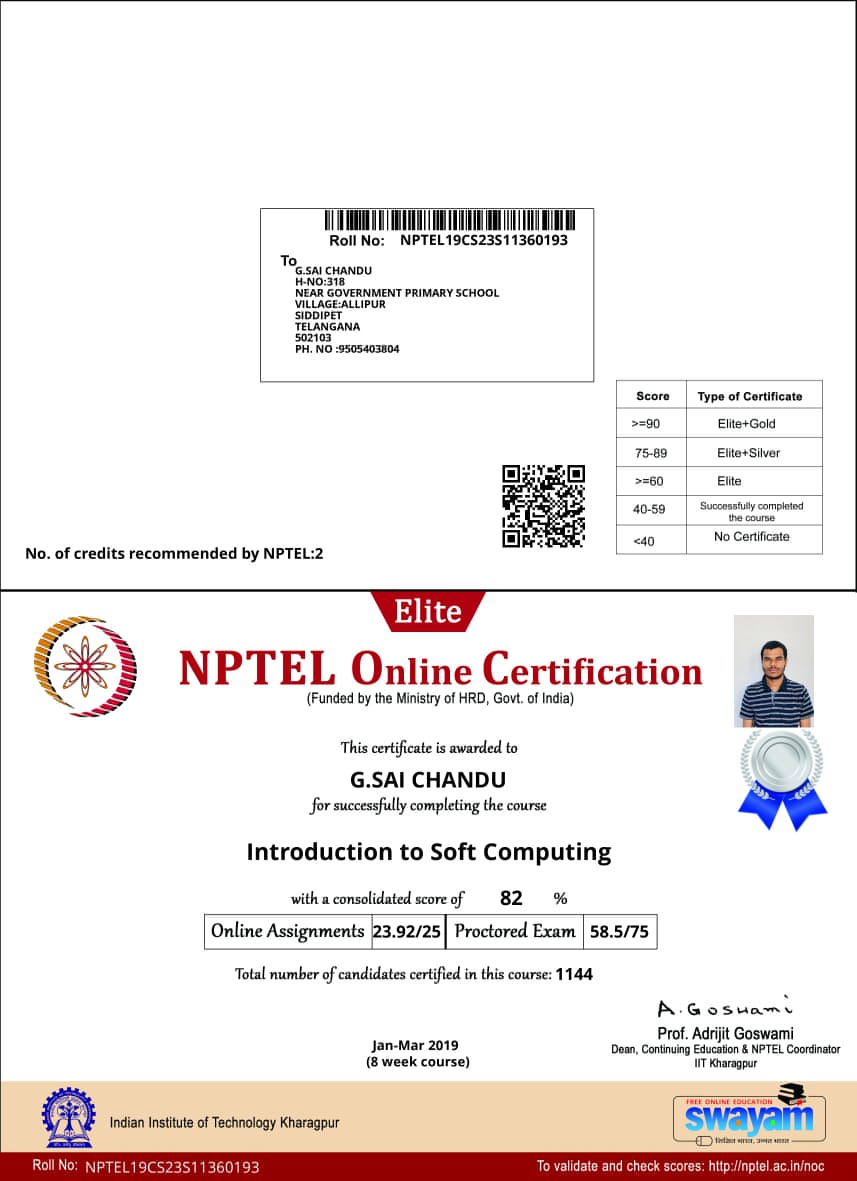 Roll No: NPTEL19CS23S11360193
To
G.SAI CHANDU
H-NO:318
NEAR GOVERNMENT PRIMARY SCHOOL
VILLAGE:ALLIPUR
SIDDIPET
TELANGANA
502103
PH. NO :9505403804
Score Type of Certificate
>=90 Elite+Gold
75-89 Elite+Silver
>=60 Elite
40-59 Successfully completed
the course
<40 No Certificate
No. of credits recommended by NPTEL:2
Elite
NPTEL Online Certification
(Funded by the Ministry of HRD, Govt. of India)
This certificate is awarded to
G.SAI CHANDU
for successfully completing the course
Introduction to Soft Computing
with a consolidated score of 82 %
Online Assignments 23.92/25 Proctored Exam 58.5/75
Total number of candidates certified in this course: 1144
A. Goswami
Prof. Adrijit Goswami
Dean, Continuing Education & NPTEL Coordinator
IIT Kharagpur
Jan-Mar 2019
(8 week course)
Indian Institute of Technology Kharagpur
FREE ONLINE EDUCATION
swayam
शिक्षित भारत, उन्नत भारत
Roll No: NPTEL19CS23S11360193 To validate and check scores: http://nptel.ac.in/noc